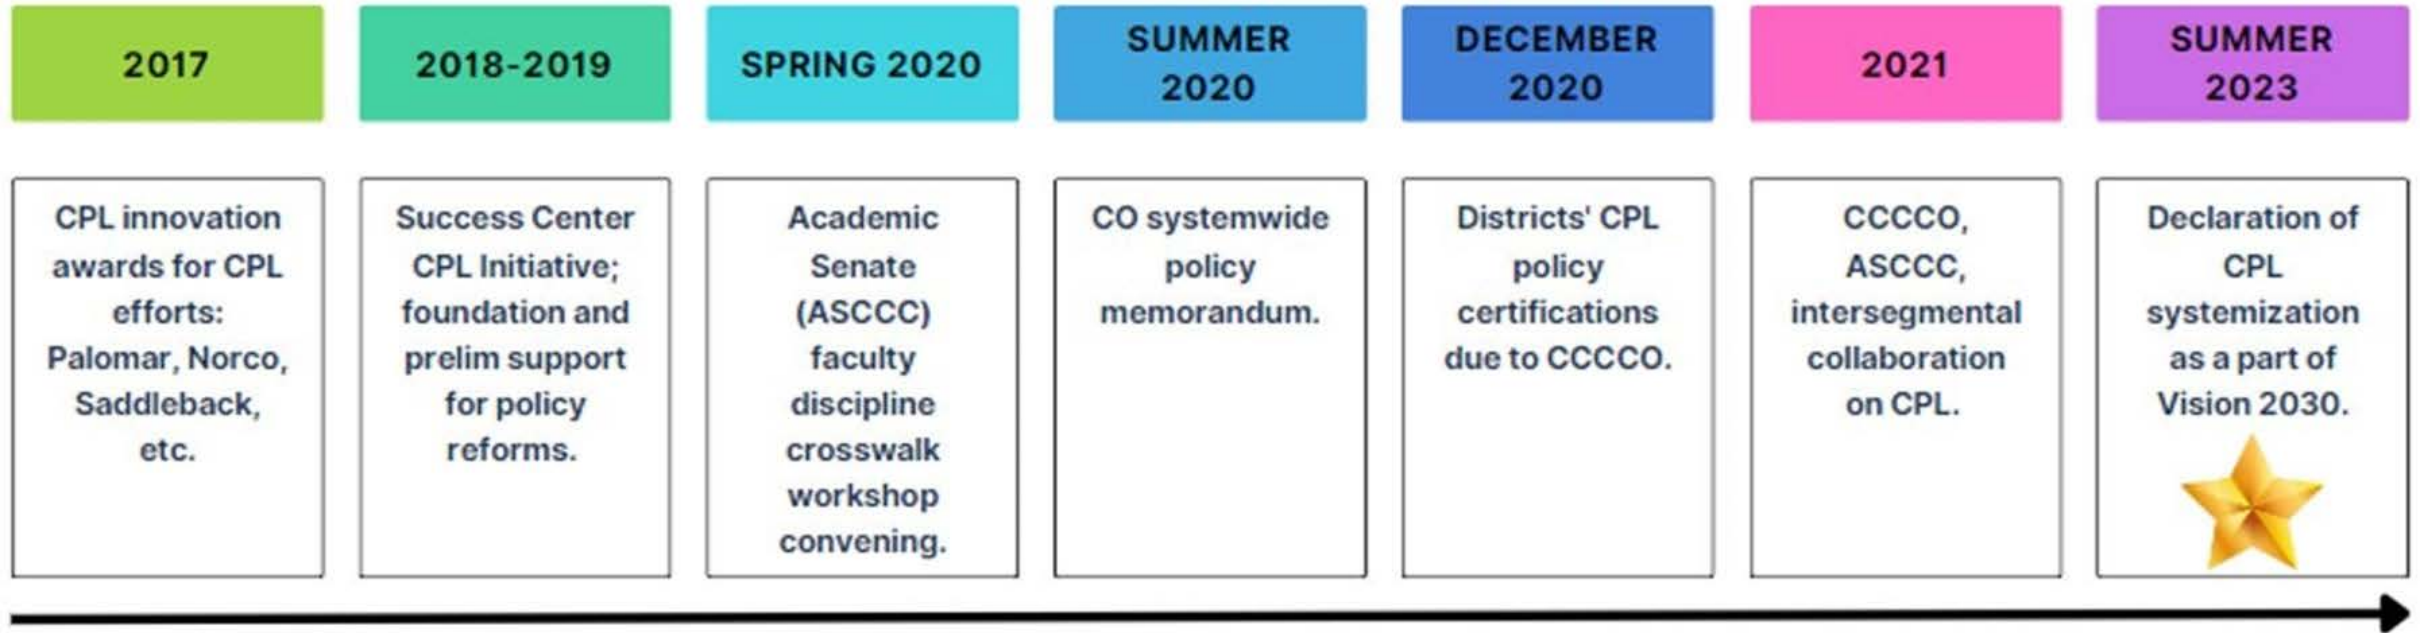 2017
CPL innovation
awards for CPL
efforts:
Palomar, Norco,
Saddleback,
etc.
2018-2019
Success Center
CPL Initiative;
foundation and
prelim support
for policy
reforms.
SPRING 2020
Academic
Senate
(ASCCC)
faculty
discipline
crosswalk
workshop
convening.
SUMMER
2020
CO systemwide
policy
memorandum.
DECEMBER
2020
Districts' CPL
policy
certifications
due to CCCCO.
2021
CCCCO,
ASCCC,
intersegmental
collaboration
on CPL.
SUMMER
2023
Declaration of
CPL
systemization
as a part of
Vision 2030.